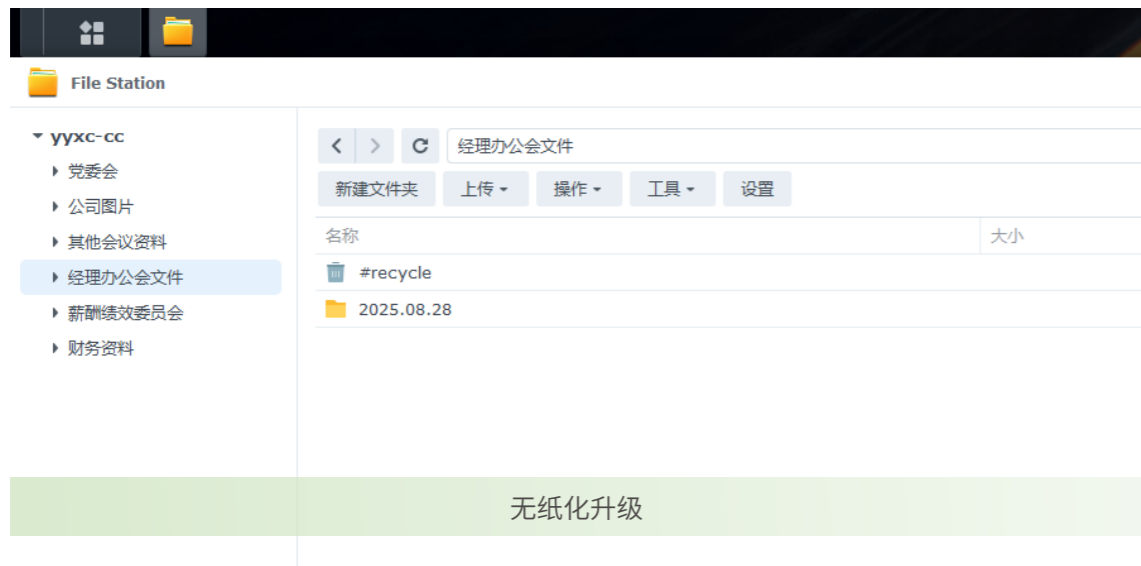 File Station
yyxc-cc
党委会
公司图片
其他会议资料
经理办公会文件
薪酬绩效委员会
财务资料
经理办公会文件
新建文件夹 上传 操作 工具 设置
名称 大小
#recycle
2025.08.28
无纸化升级